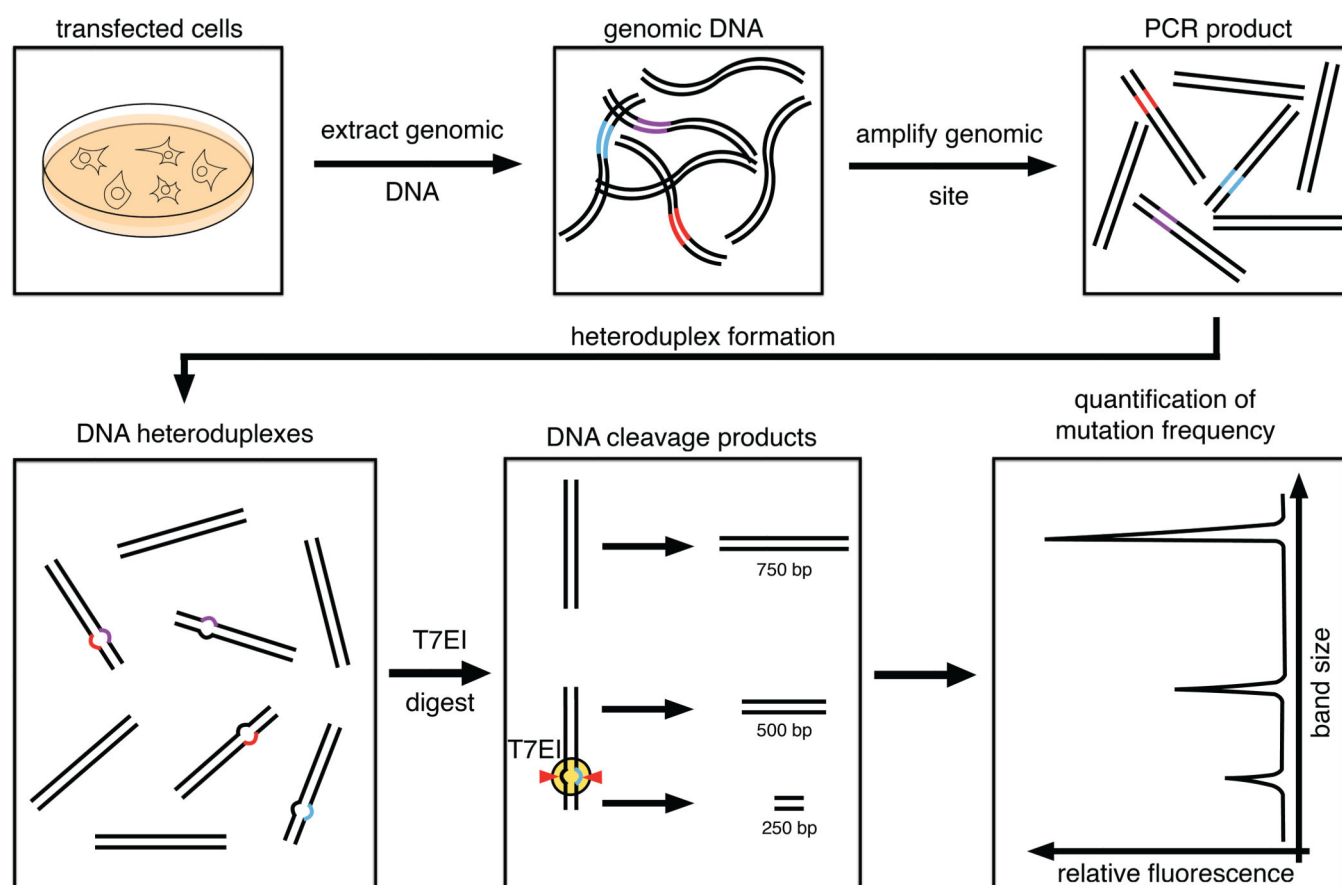 transfected cells
genomic DNA
PCR product
extract genomic
DNA
amplify genomic
site
heteroduplex formation
DNA heteroduplexes
DNA cleavage products
quantification of
mutation frequency
T7EI
digest
750 bp
500 bp
T7EI
250 bp
band size
relative fluorescence